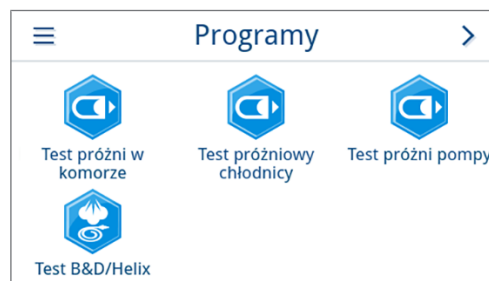 Programy
Test próżni w
komorze
Test próżniowy
chłodnicy
Test próżni pompy
Test B&D/Helix